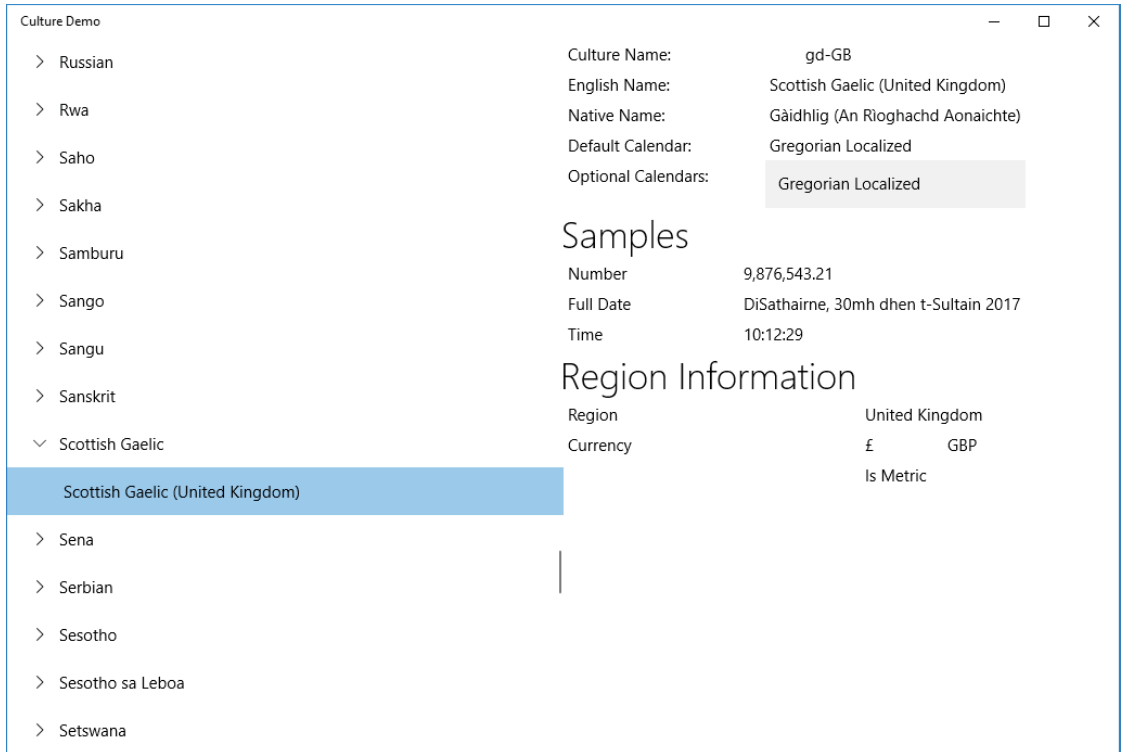 Culture Demo
Russian
Rwa
Saho
Sakha
Samburu
Sango
Sangu
Sanskrit
Scottish Gaelic
Scottish Gaelic (United Kingdom)
Sena
Serbian
Sesotho
Sesotho sa Leboa
Setswana
Culture Name: gd-GB
English Name: Scottish Gaelic (United Kingdom)
Native Name: Gàidhlig (An Rìoghachd Aonaichte)
Default Calendar: Gregorian Localized
Optional Calendars: Gregorian Localized
Samples
Number 9,876,543.21
Full Date DiSathairne, 30mh dhen t-Sultain 2017
Time 10:12:29
Region Information
Region United Kingdom
Currency £ GBP
Is Metric